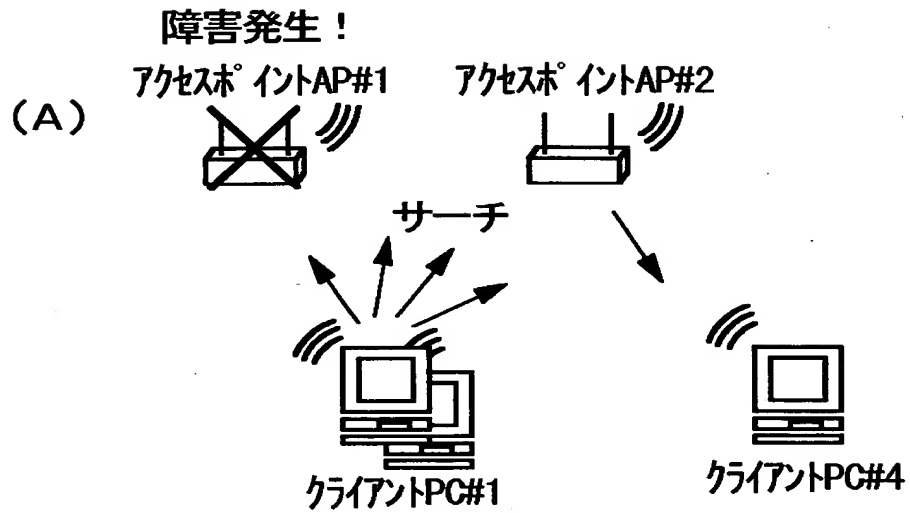 障害発生！
アクセスポイントAP#1
アクセスポイントAP#2
(A)
サーチ
クライアントPC#1
クライアントPC#4